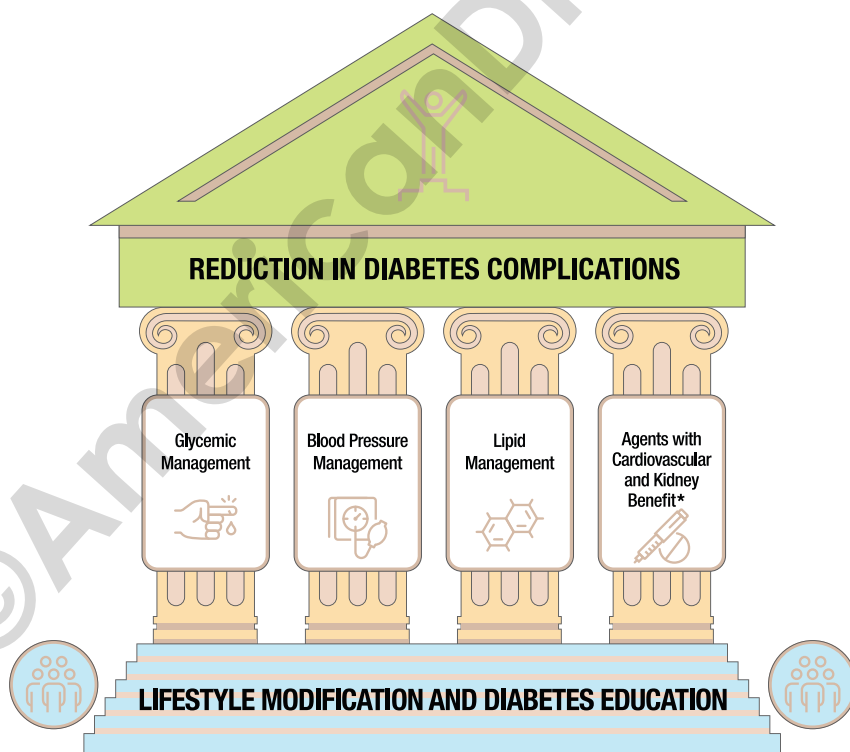 ©AmericanDi
REDUCTION IN DIABETES COMPLICATIONS
Glycemic
Management
Blood Pressure
Management
Lipid
Management
Agents with
Cardiovascular
and Kidney
Benefit*
LIFESTYLE MODIFICATION AND DIABETES EDUCATION